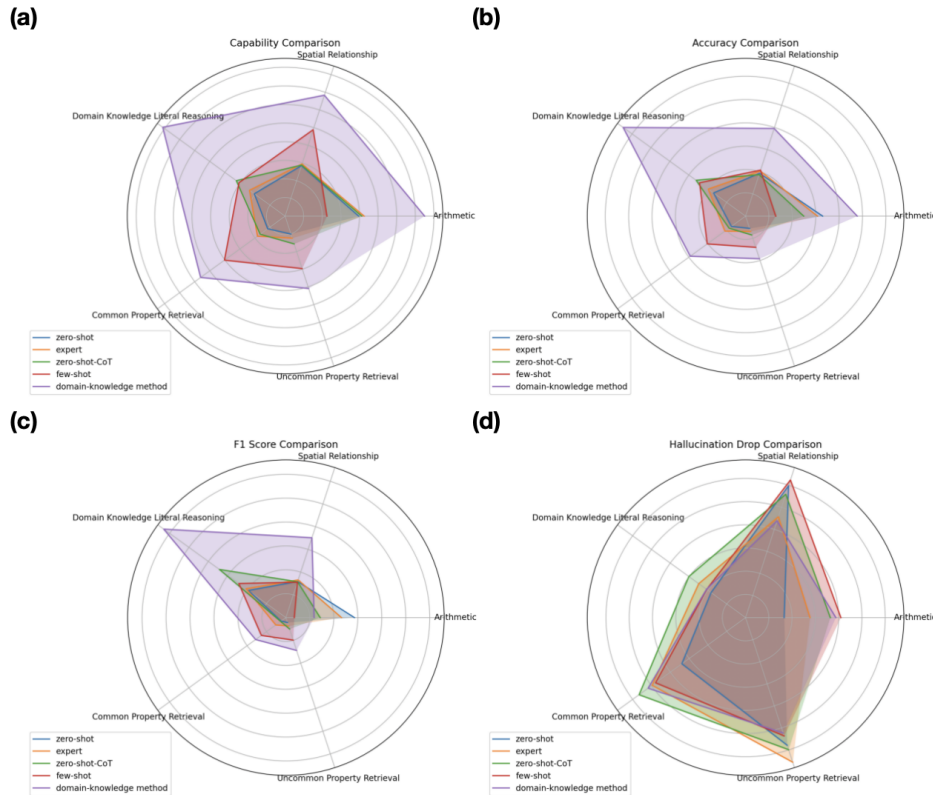 (a)
Capability Comparison
Spatial Relationship
Domain Knowledge Literal Reasoning
Arithmetic
Common Property Retrieval
Uncommon Property Retrieval
zero-shot
expert
zero-shot-CoT
few-shot
domain-knowledge method
(b)
Accuracy Comparison
Spatial Relationship
Domain Knowledge Literal Reasoning
Arithmetic
Common Property Retrieval
Uncommon Property Retrieval
zero-shot
expert
zero-shot-CoT
few-shot
domain-knowledge method
(c)
F1 Score Comparison
Spatial Relationship
Domain Knowledge Literal Reasoning
Arithmetic
Common Property Retrieval
Uncommon Property Retrieval
zero-shot
expert
zero-shot-CoT
few-shot
domain-knowledge method
(d)
Hallucination Drop Comparison
Spatial Relationship
Domain Knowledge Literal Reasoning
Arithmetic
Common Property Retrieval
Uncommon Property Retrieval
zero-shot
expert
zero-shot-CoT
few-shot
domain-knowledge method